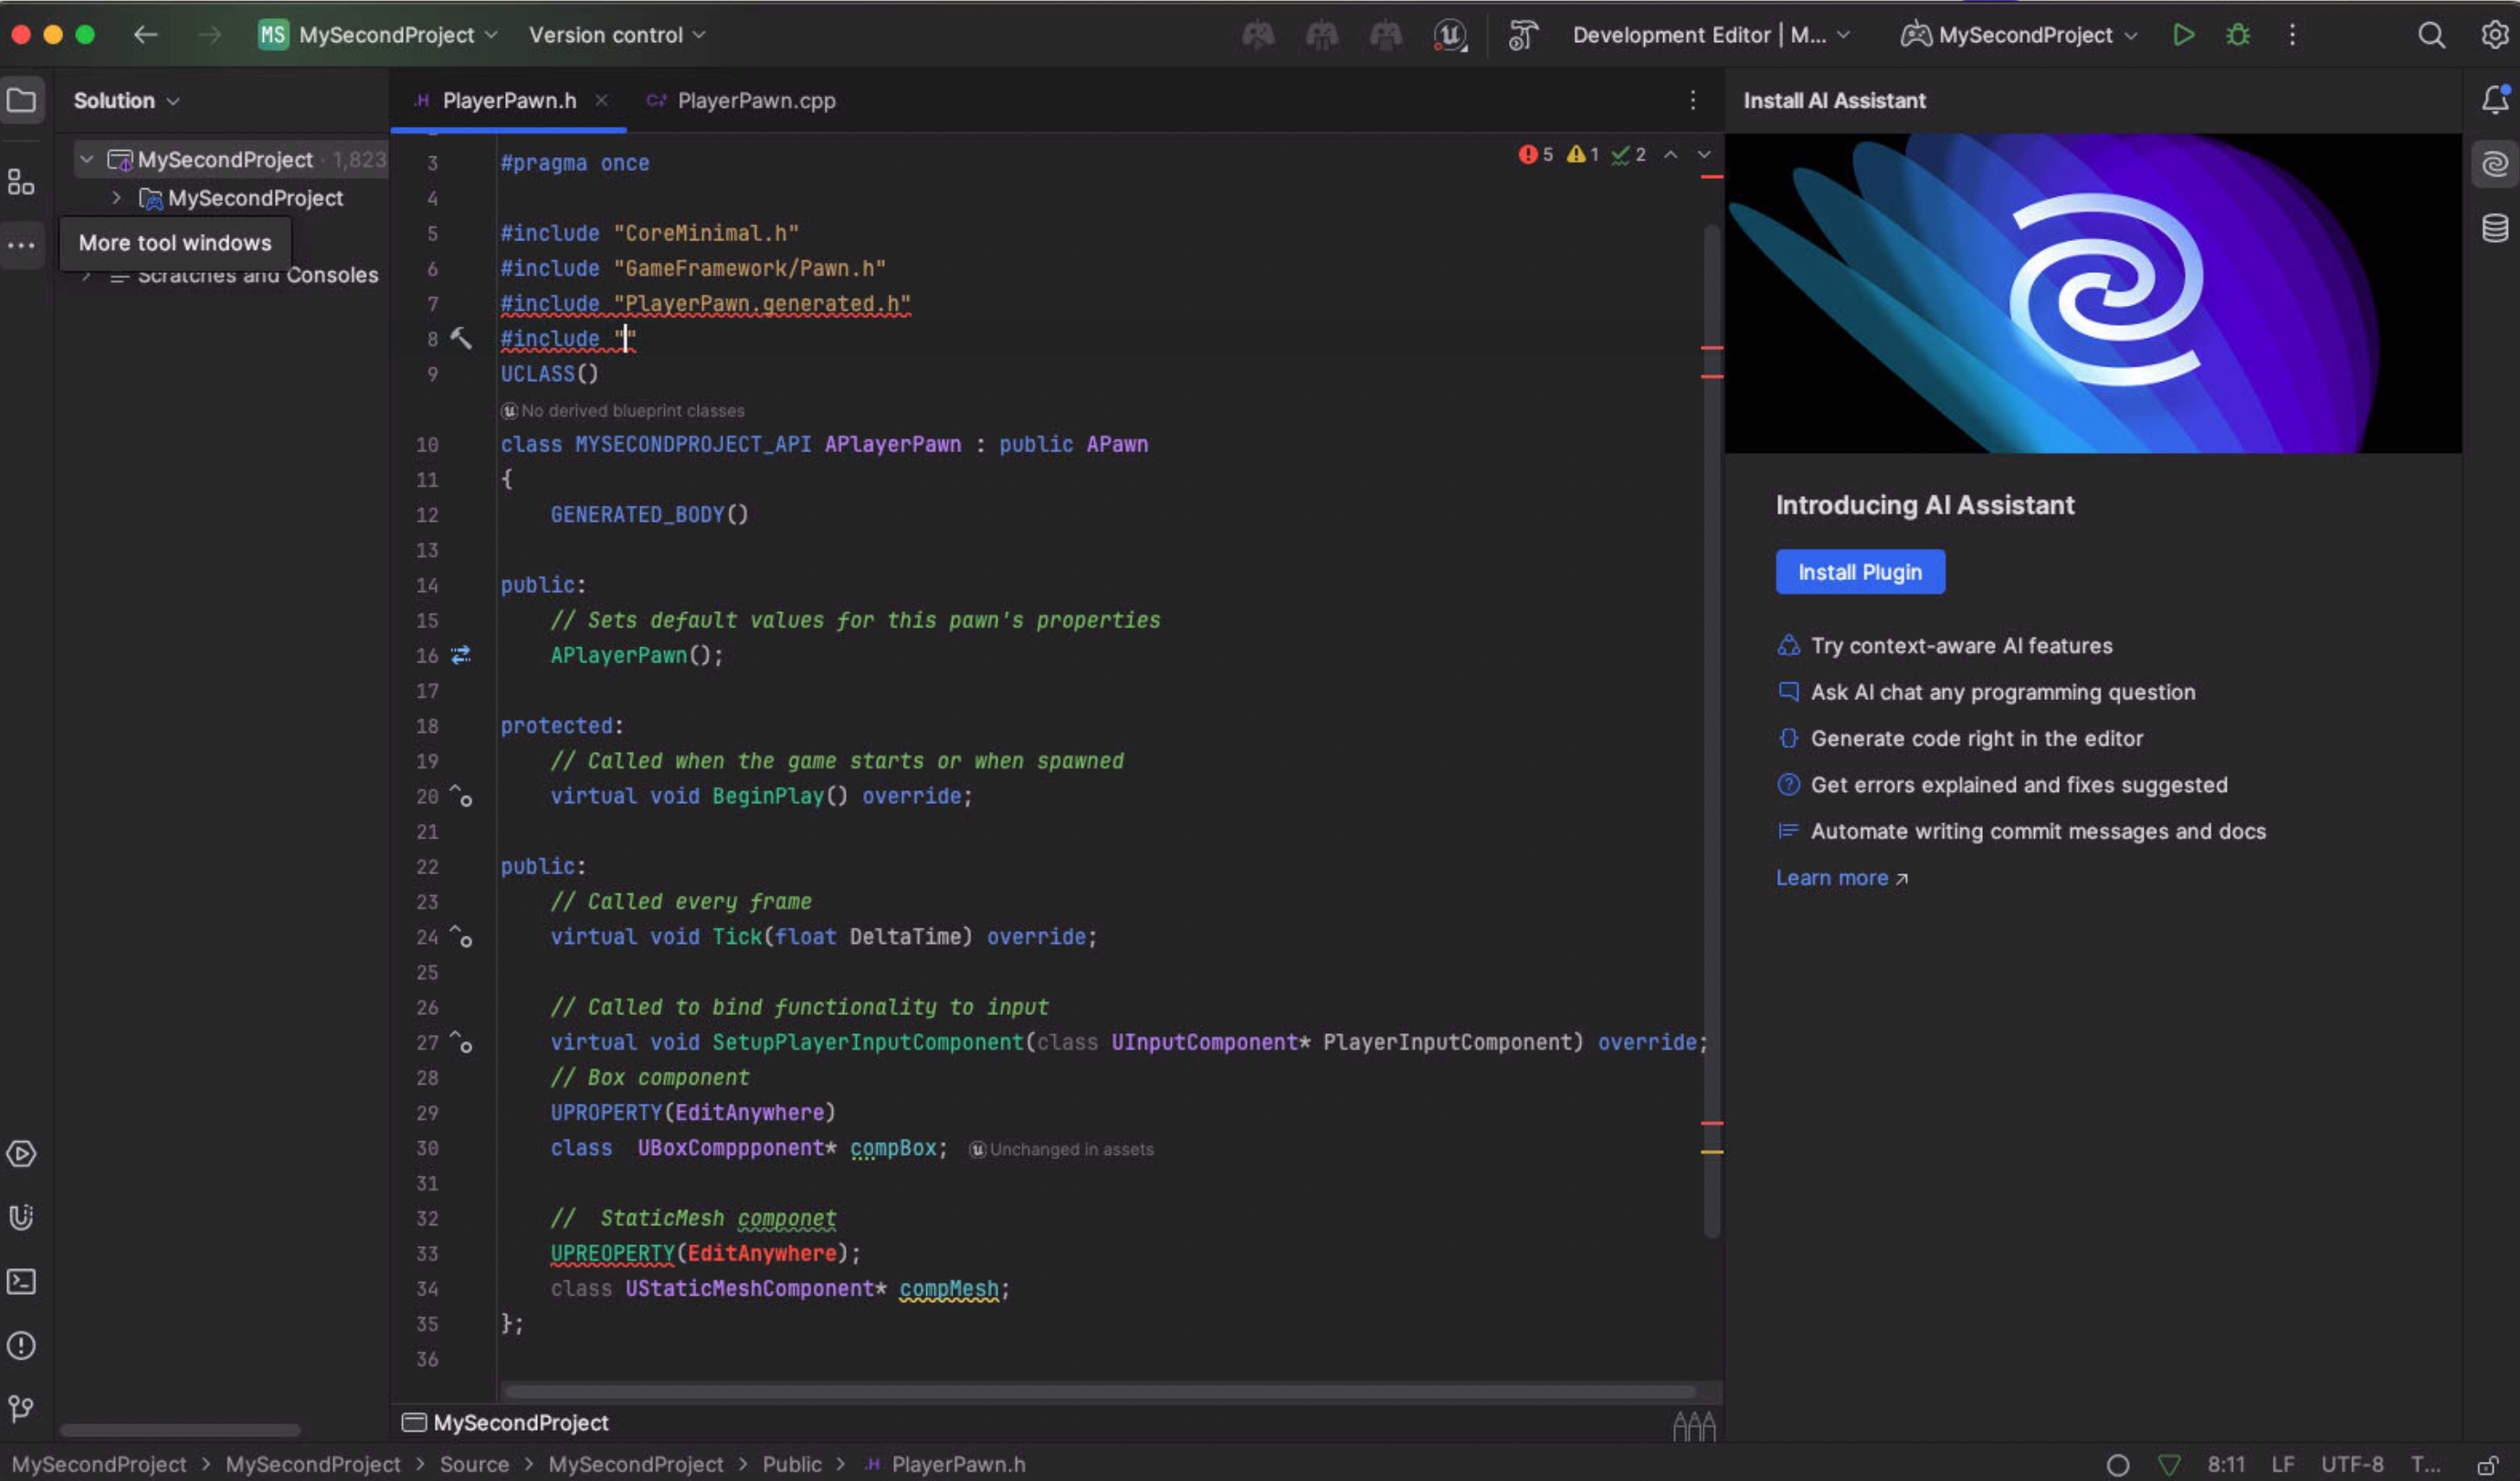 MS MySecondProject Version control Development Editor | M... MySecondProject
Solution
PlayerPawn.h
PlayerPawn.cpp
Install AI Assistant
MySecondProject · 1,823
MySecondProject
More tool windows
Scratches and Consoles
5 1 2
3 #pragma once
4
5 #include "CoreMinimal.h"
6 #include "GameFramework/Pawn.h"
7 #include "PlayerPawn.generated.h"
8 #include ""
9 UCLASS()
No derived blueprint classes
10 class MYSECONDPROJECT_API APlayerPawn : public APawn
11 {
12 GENERATED_BODY()
13
14 public:
15 // Sets default values for this pawn's properties
16 APlayerPawn();
17
18 protected:
19 // Called when the game starts or when spawned
20 virtual void BeginPlay() override;
21
22 public:
23 // Called every frame
24 virtual void Tick(float DeltaTime) override;
25
26 // Called to bind functionality to input
27 virtual void SetupPlayerInputComponent(class UInputComponent* PlayerInputComponent) override;
28 // Box component
29 UPROPERTY(EditAnywhere)
30 class  UBoxComppponent* compBox; Unchanged in assets
31
32 //  StaticMesh componet
33 UPREOPERTY(EditAnywhere);
34 class UStaticMeshComponent* compMesh;
35 };
36
Introducing AI Assistant
Install Plugin
Try context-aware AI features
Ask AI chat any programming question
Generate code right in the editor
Get errors explained and fixes suggested
Automate writing commit messages and docs
Learn more ↗
MySecondProject
MySecondProject > MySecondProject > Source > MySecondProject > Public > .H PlayerPawn.h
8:11 LF UTF-8 T...